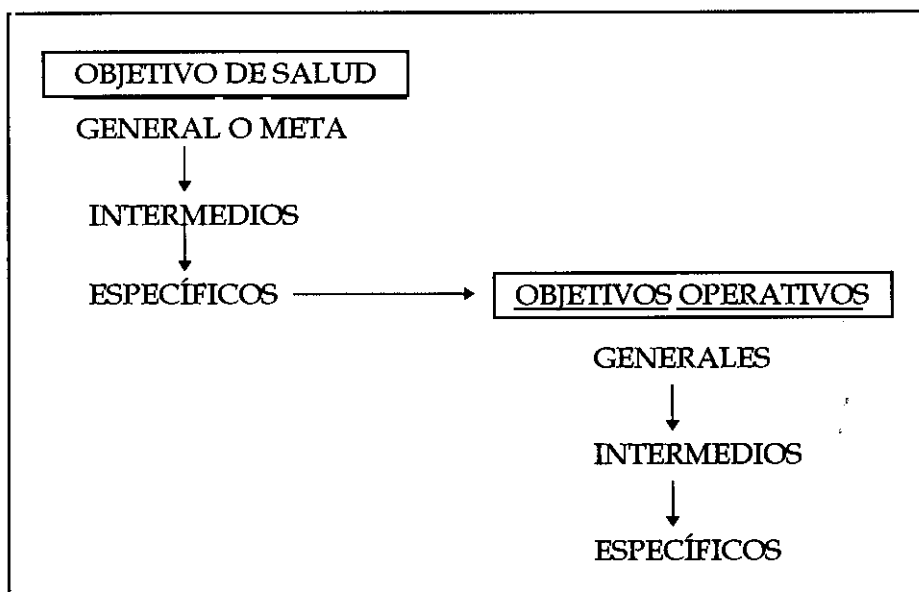 OBJETIVO DE SALUD
GENERAL O META
INTERMEDIOS
ESPECÍFICOS
OBJETIVOS OPERATIVOS
GENERALES
INTERMEDIOS
ESPECÍFICOS